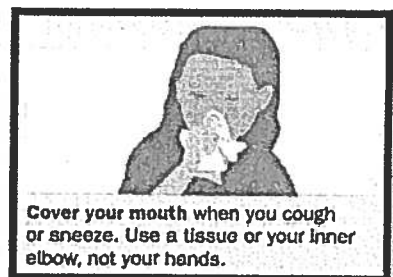 Cover your mouth when you cough
or sneeze. Use a tissue or your inner
elbow, not your hands.